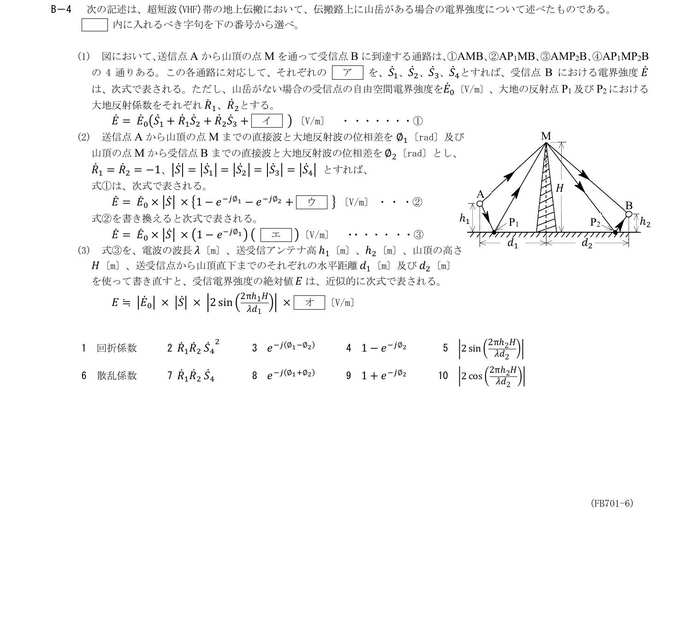 B－4 次の記述は、超短波(VHF)帯の地上伝搬において、伝搬路上に山岳がある場合の電界強度について述べたものである。
□ 内に入れるべき字句を下の番号から選べ。
(1) 図において、送信点 A から山頂の点 M を通って受信点 B に到達する通路は、①AMB、②AP₁MB、③AMP₂B、④AP₁MP₂B
の 4 通りある。この各通路に対応して、それぞれの ア を、Ṡ₁、Ṡ₂、Ṡ₃、Ṡ₄とすれば、受信点 B における電界強度 Ė
は、次式で表される。ただし、山岳がない場合の受信点の自由空間電界強度をĖ₀〔V/m〕、大地の反射点 P₁ 及び P₂ における
大地反射係数をそれぞれ Ṙ₁、Ṙ₂とする。
Ė ＝ Ė₀(Ṡ₁ + Ṙ₁Ṡ₂ + Ṙ₂Ṡ₃ + イ )〔V/m〕 ・・・・・・・①
(2) 送信点 A から山頂の点 M までの直接波と大地反射波の位相差を ∅₁〔rad〕及び
山頂の点 M から受信点 B までの直接波と大地反射波の位相差を ∅₂〔rad〕とし、
Ṙ₁ = Ṙ₂ = −1、|Ṡ| = |Ṡ₁| = |Ṡ₂| = |Ṡ₃| = |Ṡ₄| とすれば、
式①は、次式で表される。
Ė = Ė₀ × |Ṡ| × {1 − e^{−j∅₁} − e^{−j∅₂} + ウ }〔V/m〕 ・・・②
式②を書き換えると次式で表される。
Ė = Ė₀ × |Ṡ| × (1 − e^{−j∅₁})( エ )〔V/m〕 ・・・・・・・③
(3) 式③を、電波の波長 λ〔m〕、送受信アンテナ高 h₁〔m〕、h₂〔m〕、山頂の高さ
H〔m〕、送受信点から山頂直下までのそれぞれの水平距離 d₁〔m〕及び d₂〔m〕
を使って書き直すと、受信電界強度の絶対値 E は、近似的に次式で表される。
E ≒ |Ė₀| × |Ṡ| × |2 sin(2πh₁H/λd₁)| × オ〔V/m〕
M
A
H
B
h₁
P₁
P₂
h₂
d₁
d₂
1 回折係数 2 Ṙ₁Ṙ₂ Ṡ₄² 3 e^{−j(∅₁−∅₂)} 4 1 − e^{−j∅₂} 5 |2 sin(2πh₂H/λd₂)|
6 散乱係数 7 Ṙ₁Ṙ₂ Ṡ₄ 8 e^{−j(∅₁+∅₂)} 9 1 + e^{−j∅₂} 10 |2 cos(2πh₂H/λd₂)|
(FB701-6)